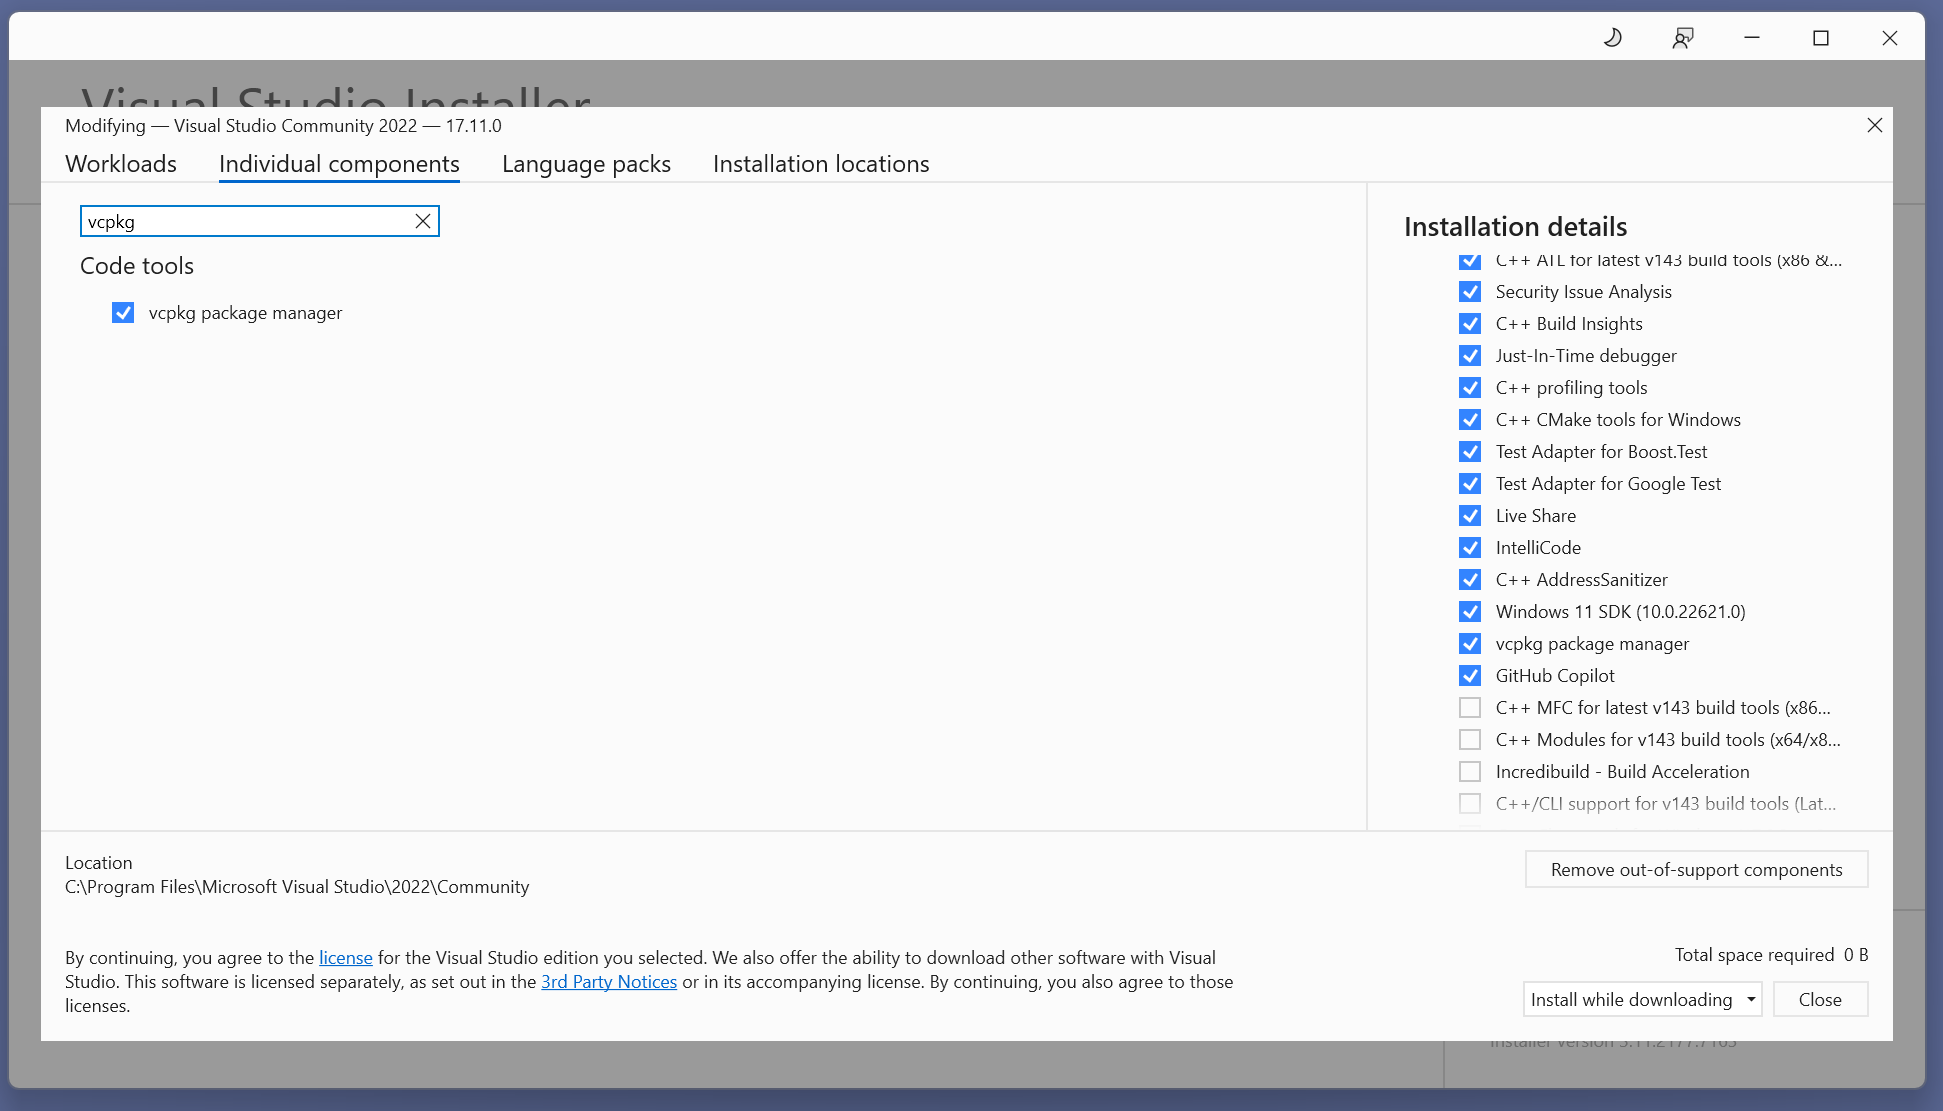 Visual Studio Installer
Modifying — Visual Studio Community 2022 — 17.11.0
Workloads
Individual components
Language packs
Installation locations
vcpkg
Code tools
vcpkg package manager
Installation details
C++ ATL for latest v143 build tools (x86 &...
Security Issue Analysis
C++ Build Insights
Just-In-Time debugger
C++ profiling tools
C++ CMake tools for Windows
Test Adapter for Boost.Test
Test Adapter for Google Test
Live Share
IntelliCode
C++ AddressSanitizer
Windows 11 SDK (10.0.22621.0)
vcpkg package manager
GitHub Copilot
C++ MFC for latest v143 build tools (x86...
C++ Modules for v143 build tools (x64/x8...
Incredibuild - Build Acceleration
C++/CLI support for v143 build tools (Lat...
Location
C:\Program Files\Microsoft Visual Studio\2022\Community
Remove out-of-support components
By continuing, you agree to the license for the Visual Studio edition you selected. We also offer the ability to download other software with Visual
Studio. This software is licensed separately, as set out in the 3rd Party Notices or in its accompanying license. By continuing, you also agree to those
licenses.
Total space required 0 B
Install while downloading
Close
Installer version 3.11.2177.7163